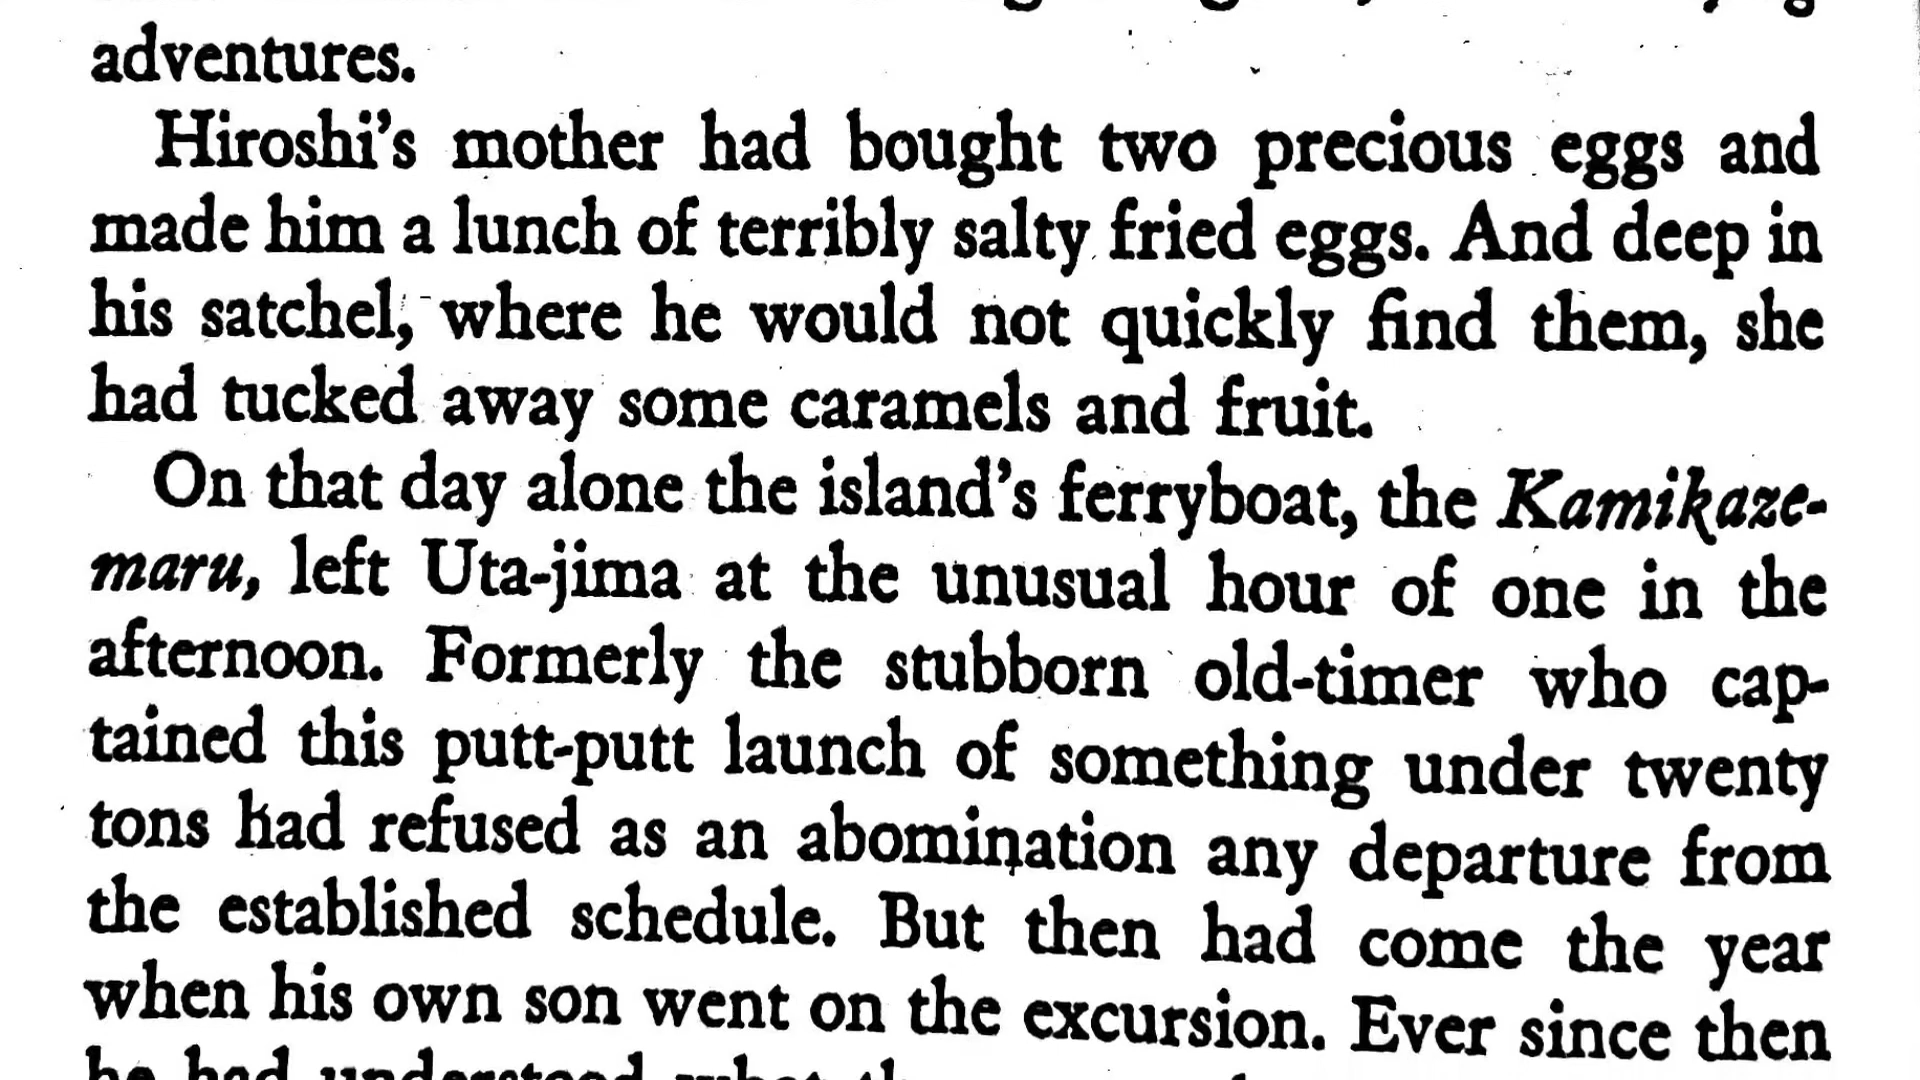 adventures.
Hiroshi's mother had bought two precious eggs and
made him a lunch of terribly salty fried eggs. And deep in
his satchel, where he would not quickly find them, she
had tucked away some caramels and fruit.
On that day alone the island's ferryboat, the Kamikaze-
maru, left Uta-jima at the unusual hour of one in the
afternoon. Formerly the stubborn old-timer who cap-
tained this putt-putt launch of something under twenty
tons had refused as an abomination any departure from
the established schedule. But then had come the year
when his own son went on the excursion. Ever since then
he had understood what